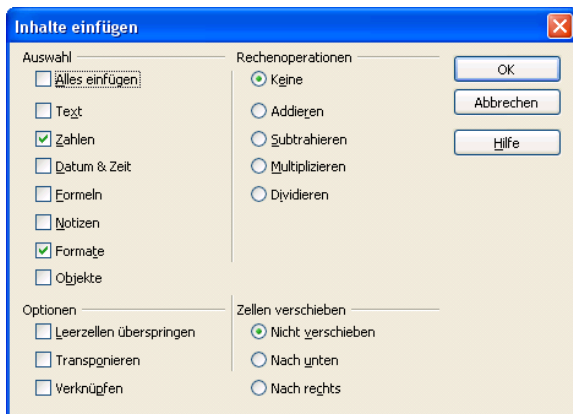 Inhalte einfügen
Auswahl
Alles einfügen
Text
Zahlen
Datum & Zeit
Formeln
Notizen
Formate
Objekte
Rechenoperationen
Keine
Addieren
Subtrahieren
Multiplizieren
Dividieren
OK
Abbrechen
Hilfe
Optionen
Leerzellen überspringen
Transponieren
Verknüpfen
Zellen verschieben
Nicht verschieben
Nach unten
Nach rechts